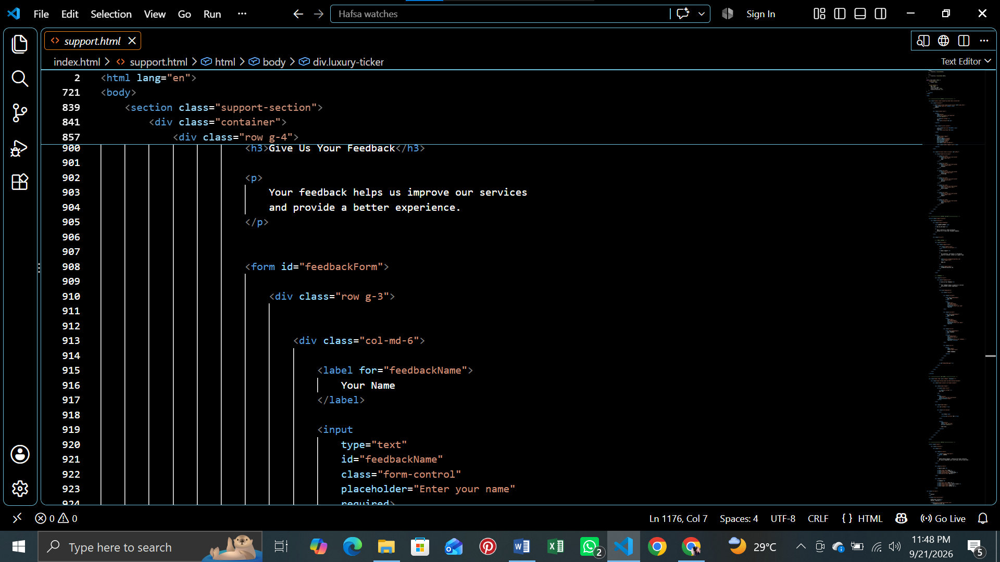 File Edit Selection View Go Run ··· Hafsa watches Sign In
support.html
index.html > support.html > html > body > div.luxury-ticker Text Editor
2 <html lang="en">
721 <body>
839 <section class="support-section">
841 <div class="container">
857 <div class="row g-4">
900 <h3>Give Us Your Feedback</h3>
901
902 <p>
903 Your feedback helps us improve our services
904 and provide a better experience.
905 </p>
906
907
908 <form id="feedbackForm">
909
910 <div class="row g-3">
911
912
913 <div class="col-md-6">
914
915 <label for="feedbackName">
916 Your Name
917 </label>
918
919 <input
920 type="text"
921 id="feedbackName"
922 class="form-control"
923 placeholder="Enter your name"
924 required>
0 0 Ln 1176, Col 7 Spaces: 4 UTF-8 CRLF {} HTML Go Live
Type here to search 2 29°C 11:48 PM
9/21/2026 5